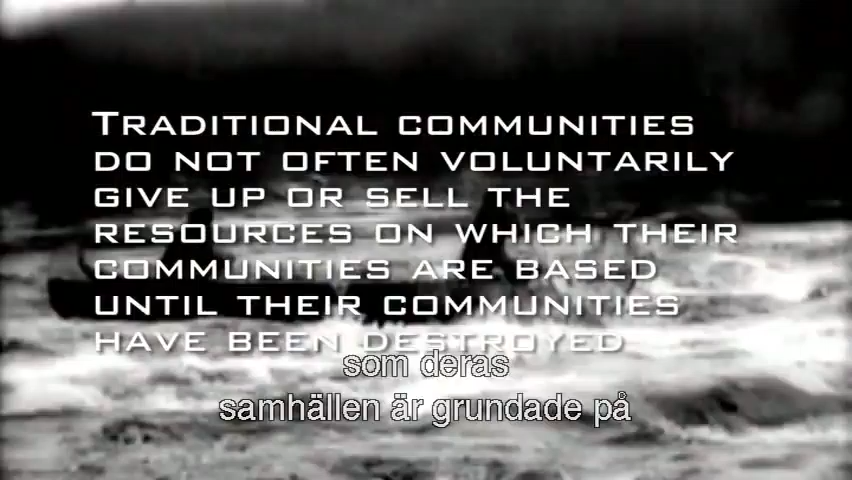 TRADITIONAL COMMUNITIES
DO NOT OFTEN VOLUNTARILY
GIVE UP OR SELL THE
RESOURCES ON WHICH THEIR
COMMUNITIES ARE BASED
UNTIL THEIR COMMUNITIES
HAVE BEEN DESTROYED
som deras
samhällen är grundade på